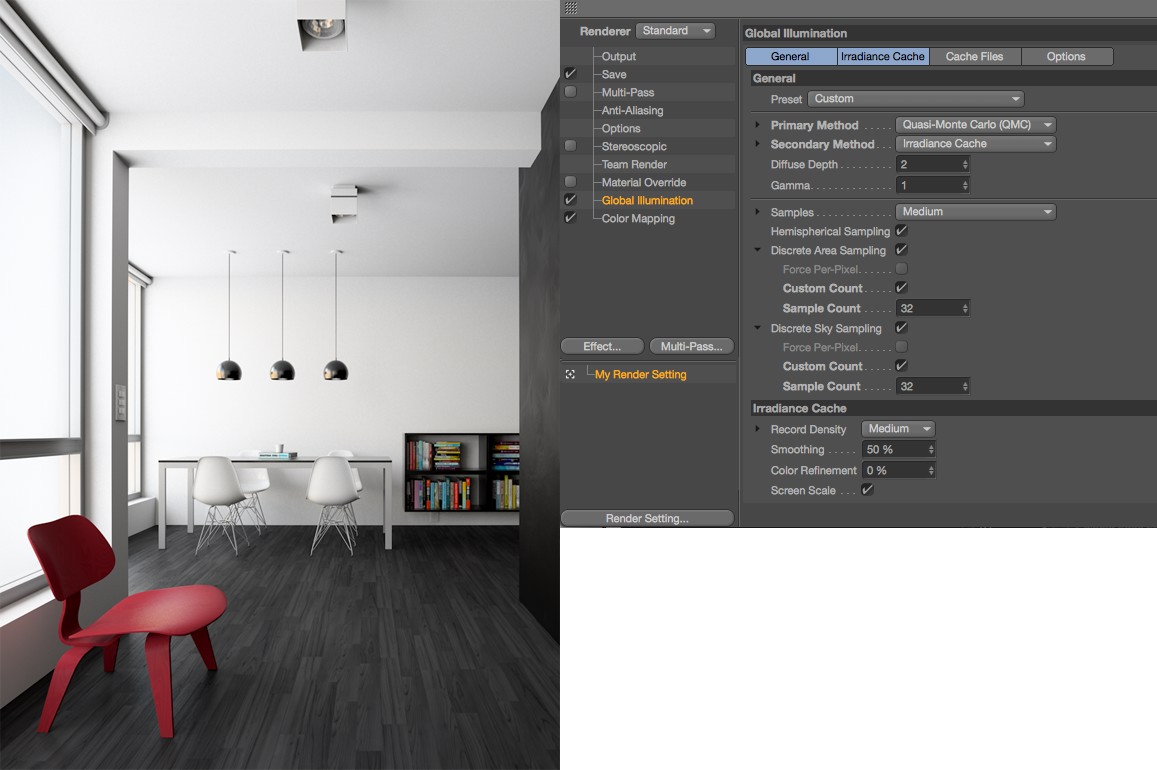 Renderer Standard
Output
Save
Multi-Pass
Anti-Aliasing
Options
Stereoscopic
Team Render
Material Override
Global Illumination
Color Mapping
Effect... Multi-Pass...
My Render Setting
Render Setting...
Global Illumination
General Irradiance Cache Cache Files Options
General
Preset Custom
Primary Method . . . . . Quasi-Monte Carlo (QMC)
Secondary Method . . . Irradiance Cache
Diffuse Depth . . . . . . . . 2
Gamma . . . . . . . . . . . . 1
Samples . . . . . . . . . . . Medium
Hemispherical Sampling
Discrete Area Sampling
Force Per-Pixel . . . . . .
Custom Count . . . . .
Sample Count . . . . . 32
Discrete Sky Sampling
Force Per-Pixel . . . . . .
Custom Count . . . . .
Sample Count . . . . . 32
Irradiance Cache
Record Density Medium
Smoothing . . . . . 50 %
Color Refinement 0 %
Screen Scale . . .